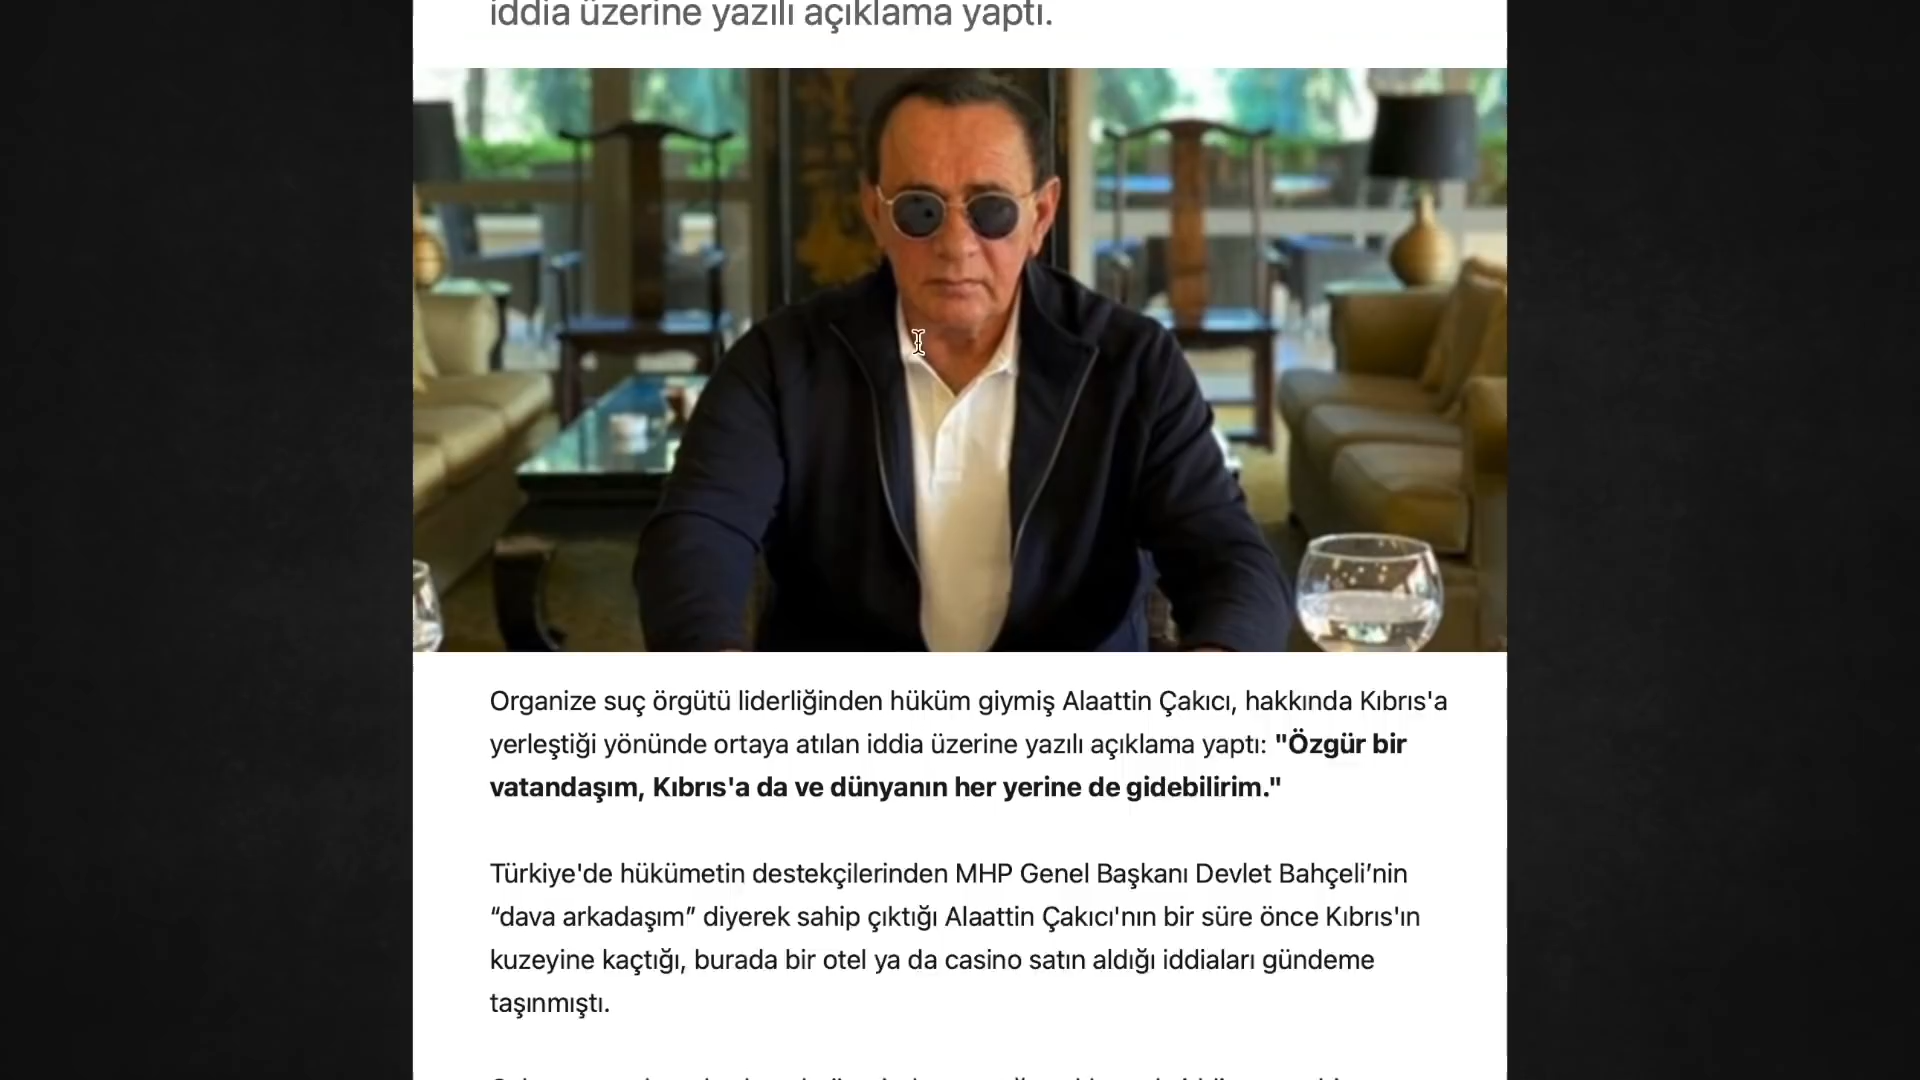 iddia üzerine yazılı açıklama yaptı.
Organize suç örgütü liderliğinden hüküm giymiş Alaattin Çakıcı, hakkında Kıbrıs'a
yerleştiği yönünde ortaya atılan iddia üzerine yazılı açıklama yaptı: "Özgür bir
vatandaşım, Kıbrıs'a da ve dünyanın her yerine de gidebilirim."
Türkiye'de hükümetin destekçilerinden MHP Genel Başkanı Devlet Bahçeli’nin
“dava arkadaşım” diyerek sahip çıktığı Alaattin Çakıcı'nın bir süre önce Kıbrıs'ın
kuzeyine kaçtığı, burada bir otel ya da casino satın aldığı iddiaları gündeme
taşınmıştı.